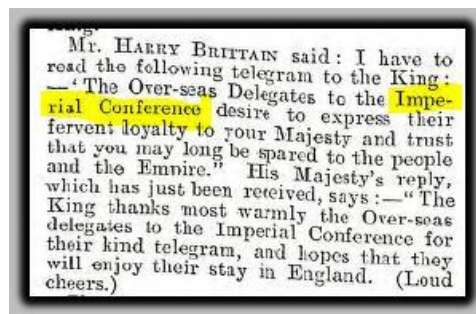 Mr. HARRY BRITTAIN said: I have to
read the following telegram to the King:
—'The Over-seas Delegates to the Impe-
rial Conference desire to express their
fervent loyalty to your Majesty and trust
that you may long be spared to the people
and the Empire." His Majesty's reply,
which has just been received, says:—"The
King thanks most warmly the Over-seas
delegates to the Imperial Conference for
their kind telegram, and hopes that they
will enjoy their stay in England. (Loud
cheers.)